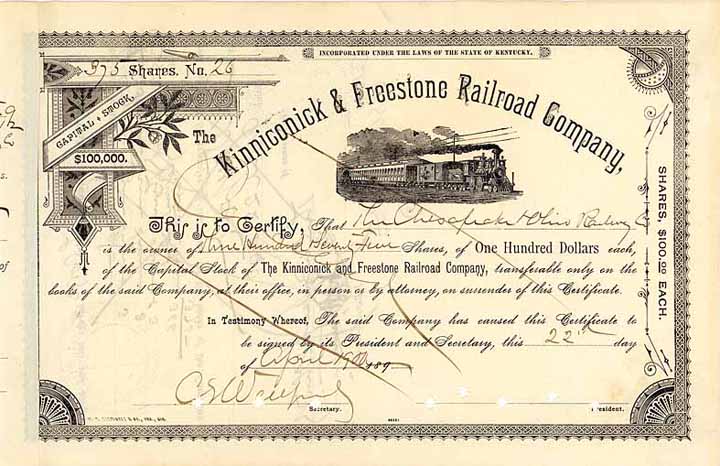 INCORPORATED UNDER THE LAWS OF THE STATE OF KENTUCKY.
975 Shares. No. 26
CAPITAL STOCK,
$100,000.
The
Kinniconick & Freestone Railroad Company,
This is to Certify, That The Chesapeake & Ohio Railway Co
is the owner of Nine Hundred Seventy Five Shares, of One Hundred Dollars each,
of the Capital Stock of The Kinniconick and Freestone Railroad Company, transferable only on the
books of the said Company, at their office, in person or by attorney, on surrender of this Certificate.
In Testimony Whereof, The said Company has caused this Certificate to
be signed by its President and Secretary, this 22 day
of April 1900 189
Secretary.
President.
SHARES, $100.00 EACH.